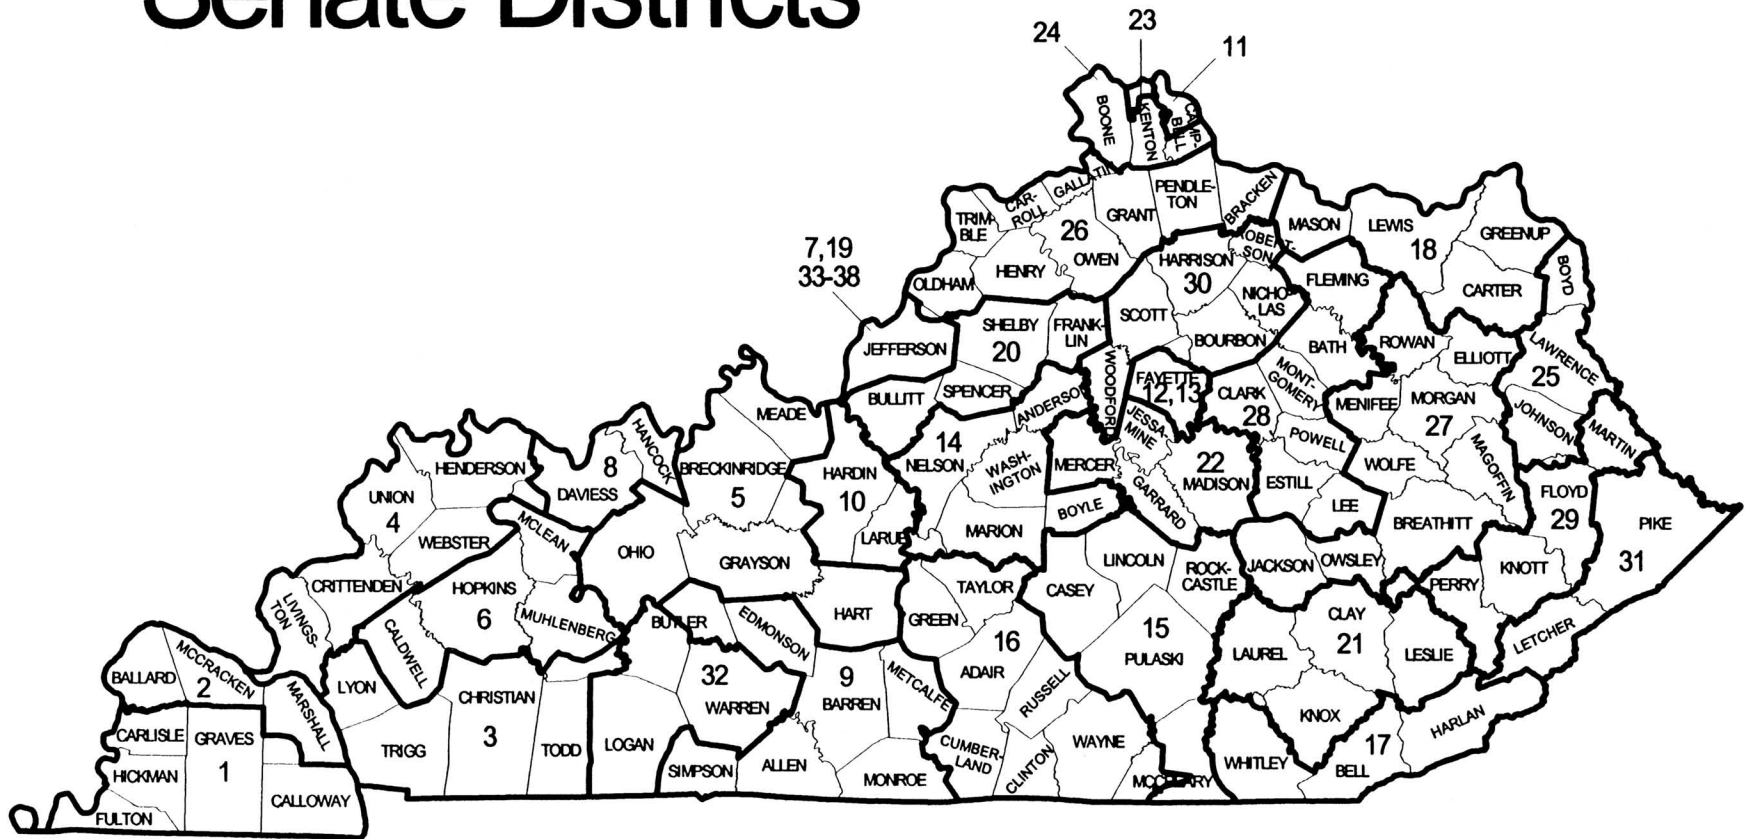 Senate Districts
23
24
11
BOONE
KENTON
CAMP-
BELL
GALLATIN
PENDLE-
TON
BRACKEN
CAR-
ROLL
GRANT
TRIM-
BLE
26
MASON
LEWIS
18
GREENUP
ROBERT-
SON
7,19
33-38
HENRY
OWEN
HARRISON
30
OLDHAM
FLEMING
BOYD
CARTER
NICHO-
LAS
SCOTT
SHELBY
20
FRANK-
LIN
JEFFERSON
BOURBON
BATH
ROWAN
ELLIOTT
LAWRENCE
25
WOODFORD
FAYETTE
12,13
MONT-
GOMERY
BULLITT
SPENCER
ANDERSON
CLARK
28
MENIFEE
MORGAN
27
JOHNSON
MARTIN
MEADE
JESSA-
MINE
HANCOCK
14
NELSON
WASH-
INGTON
POWELL
MAGOFFIN
HENDERSON
8
DAVIESS
BRECKINRIDGE
5
HARDIN
10
MERCER
22
MADISON
WOLFE
UNION
4
GARRARD
ESTILL
FLOYD
29
LEE
BOYLE
MARION
BREATHITT
PIKE
31
MCLEAN
WEBSTER
OHIO
LARUE
GRAYSON
LINCOLN
ROCK-
CASTLE
JACKSON
OWSLEY
KNOTT
PERRY
CRITTENDEN
HOPKINS
6
TAYLOR
CASEY
LIVINGS-
TON
MUHLENBERG
BUTLER
EDMONSON
HART
GREEN
CLAY
21
15
PULASKI
LETCHER
16
ADAIR
LAUREL
LESLIE
CALDWELL
MCCRACKEN
2
BALLARD
LYON
CHRISTIAN
3
32
WARREN
9
BARREN
METCALFE
RUSSELL
MARSHALL
KNOX
HARLAN
CARLISLE
GRAVES
1
TRIGG
TODD
LOGAN
CUMBER-
LAND
CLINTON
WAYNE
17
BELL
WHITLEY
HICKMAN
SIMPSON
ALLEN
MONROE
MCCREARY
CALLOWAY
FULTON